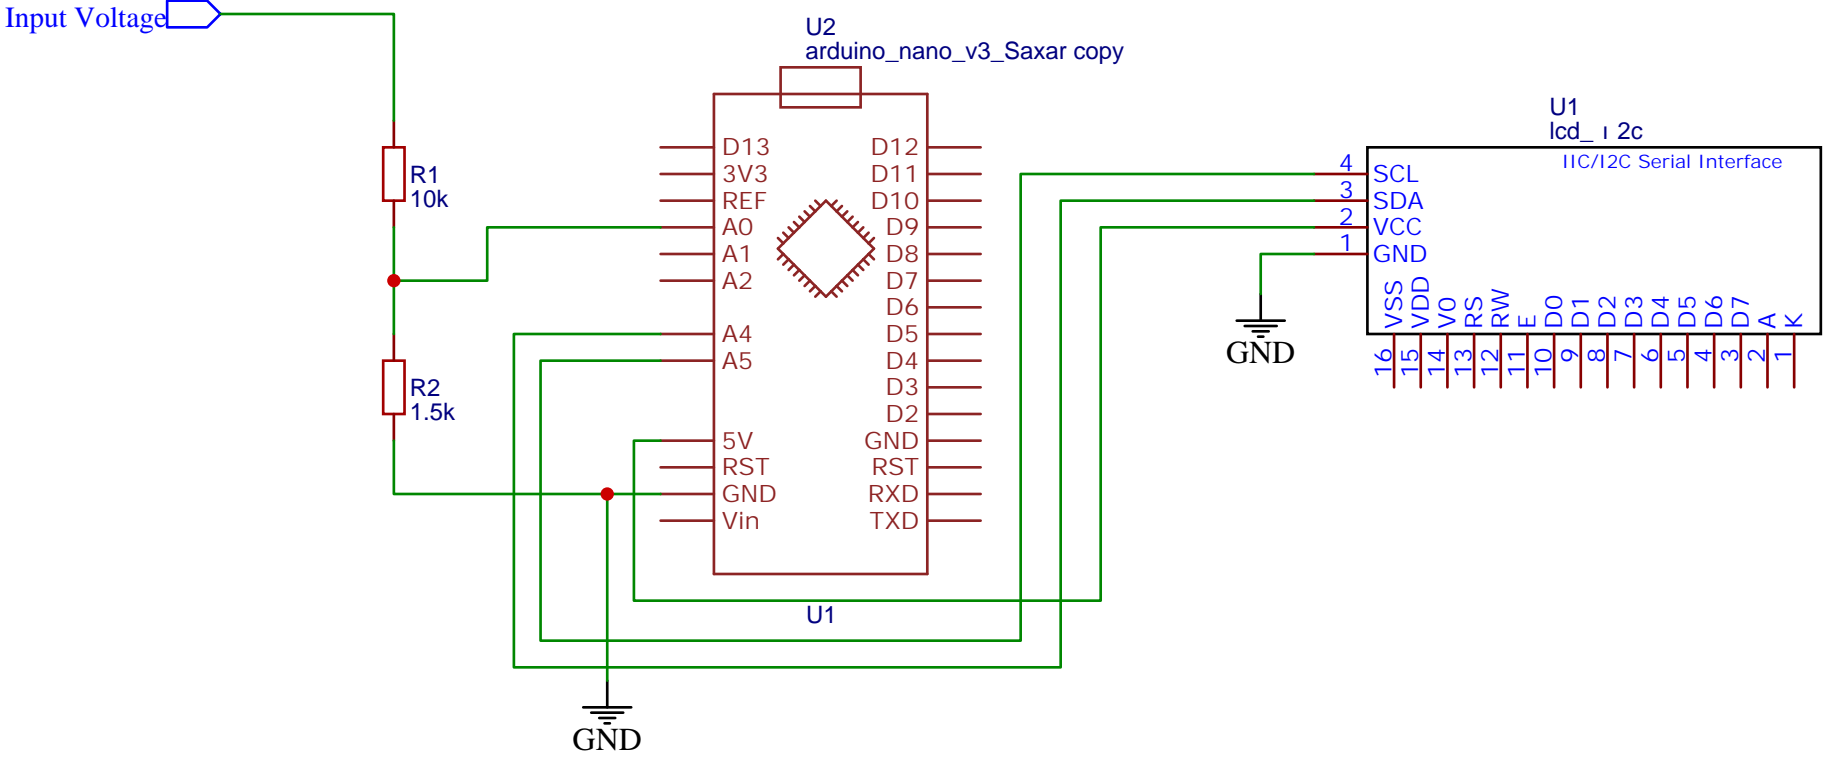 Input Voltage
R1
10k
R2
1.5k
GND
U2
arduino_nano_v3_Saxar copy
D13
3V3
REF
A0
A1
A2
A4
A5
5V
RST
GND
Vin
D12
D11
D10
D9
D8
D7
D6
D5
D4
D3
D2
GND
RST
RXD
TXD
U1
GND
U1
lcd_ ı 2c
IIC/I2C Serial Interface
4 SCL
3 SDA
2 VCC
1 GND
VSS VDD V0 RS RW E D0 D1 D2 D3 D4 D5 D6 D7 A K
16 15 14 13 12 11 10 9 8 7 6 5 4 3 2 1